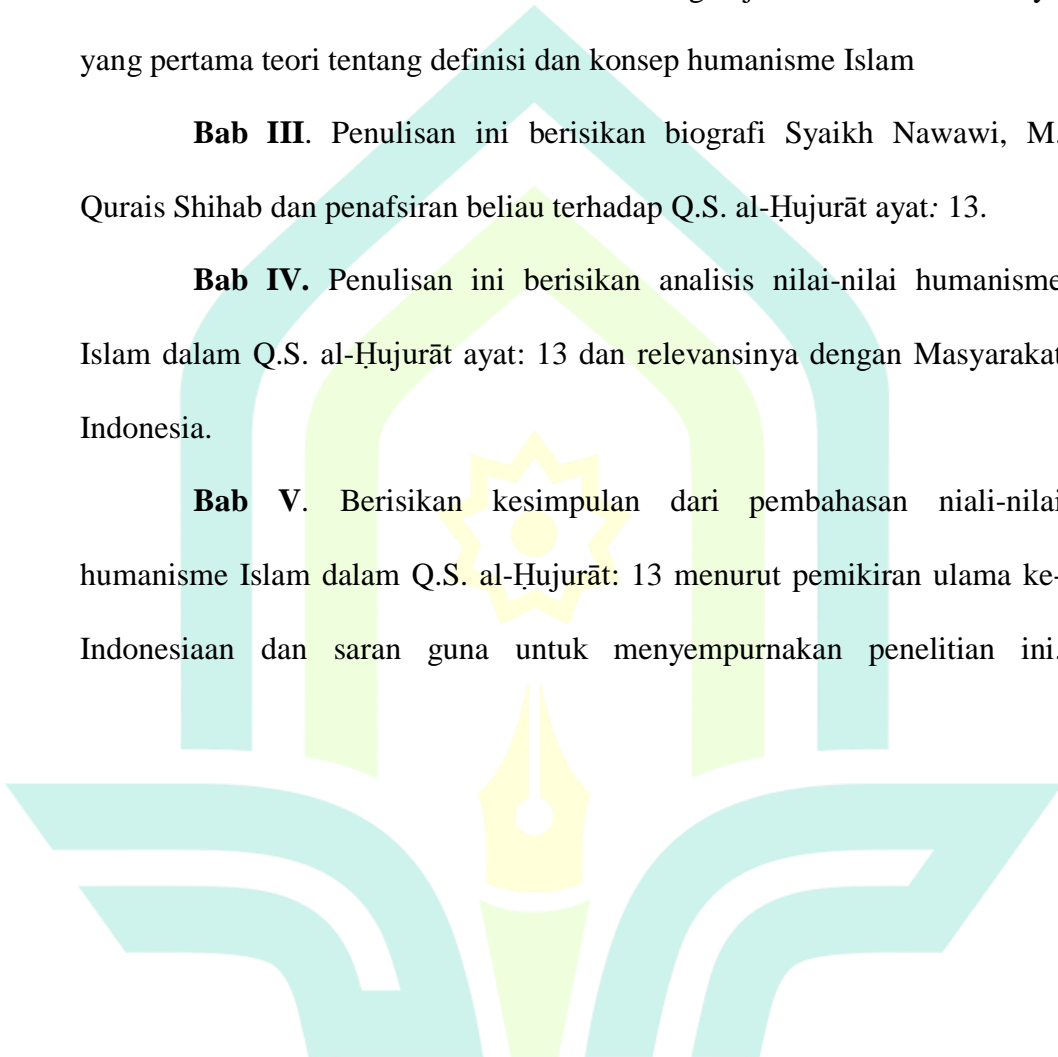 yang pertama teori tentang definisi dan konsep humanisme Islam
Bab III. Penulisan ini berisikan biografi Syaikh Nawawi, M.
Qurais Shihab dan penafsiran beliau terhadap Q.S. al-Ḥujurāt ayat: 13.
Bab IV. Penulisan ini berisikan analisis nilai-nilai humanisme
Islam dalam Q.S. al-Ḥujurāt ayat: 13 dan relevansinya dengan Masyarakat
Indonesia.
Bab V. Berisikan kesimpulan dari pembahasan niali-nilai
humanisme Islam dalam Q.S. al-Ḥujurāt: 13 menurut pemikiran ulama ke-
Indonesiaan dan saran guna untuk menyempurnakan penelitian ini.